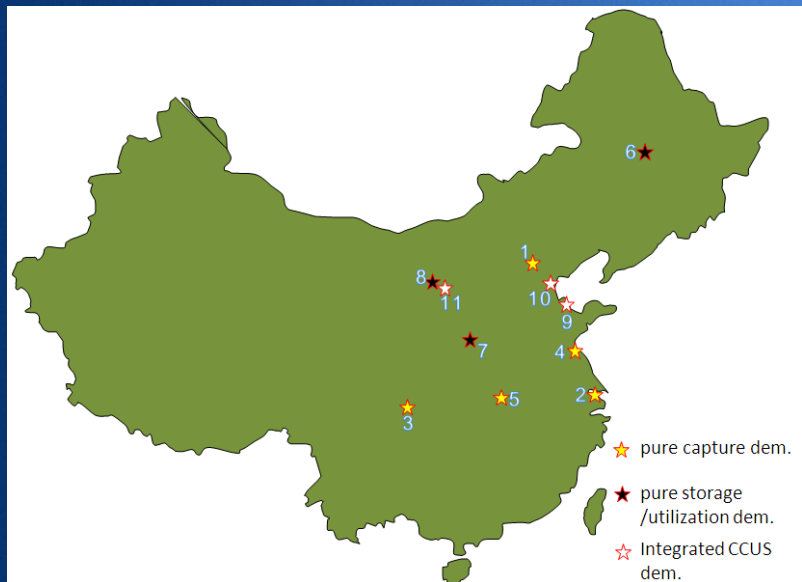 6
1
8
11
10
9
7
4
2
5
3
pure capture dem.
pure storage
/utilization dem.
Integrated CCUS
dem.